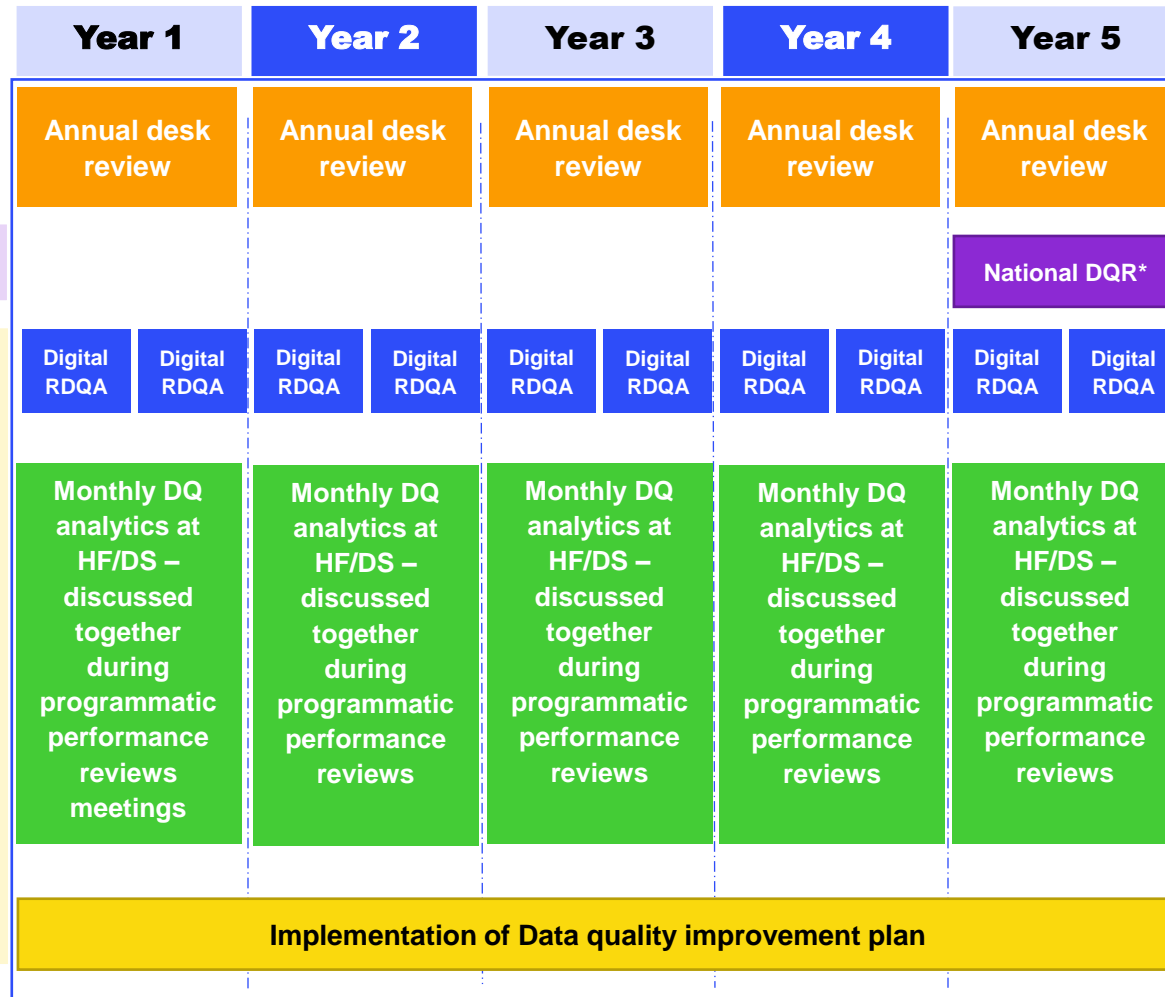 Year 1
Year 2
Year 3
Year 4
Year 5
Annual desk
review
Annual desk
review
Annual desk
review
Annual desk
review
Annual desk
review
National DQR*
Digital
RDQA
Digital
RDQA
Digital
RDQA
Digital
RDQA
Digital
RDQA
Digital
RDQA
Digital
RDQA
Digital
RDQA
Digital
RDQA
Digital
RDQA
Monthly DQ
analytics at
HF/DS –
discussed
together
during
programmatic
performance
reviews
meetings
Monthly DQ
analytics at
HF/DS –
discussed
together
during
programmatic
performance
reviews
Monthly DQ
analytics at
HF/DS –
discussed
together
during
programmatic
performance
reviews
Monthly DQ
analytics at
HF/DS –
discussed
together
during
programmatic
performance
reviews
Monthly DQ
analytics at
HF/DS –
discussed
together
during
programmatic
performance
reviews
Implementation of Data quality improvement plan